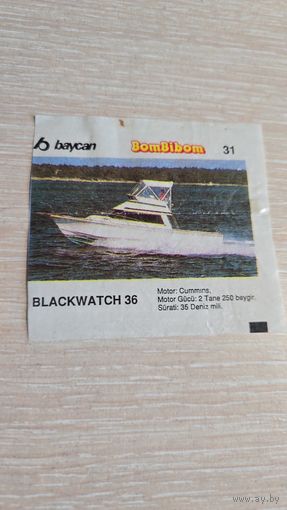 baycan BomBibom 31
BLACKWATCH 36
Motor: Cummins,
Motor Gücü: 2 Tane 250 baygir.
Sürati: 35 Deniz mili.
www.ay.by